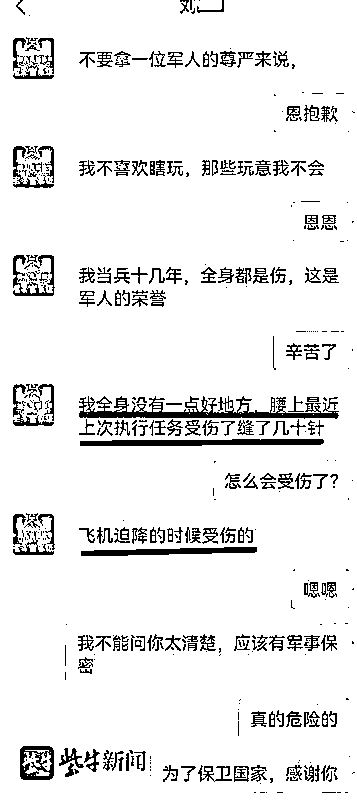 不要拿一位军人的尊严来说，
恩抱歉
我不喜欢瞎玩，那些玩意我不会
恩恩
我当兵十几年，全身都是伤，这是
军人的荣誉
辛苦了
我全身没有一点好地方，腰上最近
上次执行任务受伤了缝了几十针
怎么会受伤了？
飞机迫降的时候受伤的
嗯嗯
我不能问你太清楚，应该有军事保
密
真的危险的
紫牛新闻
为了保卫国家，感谢你